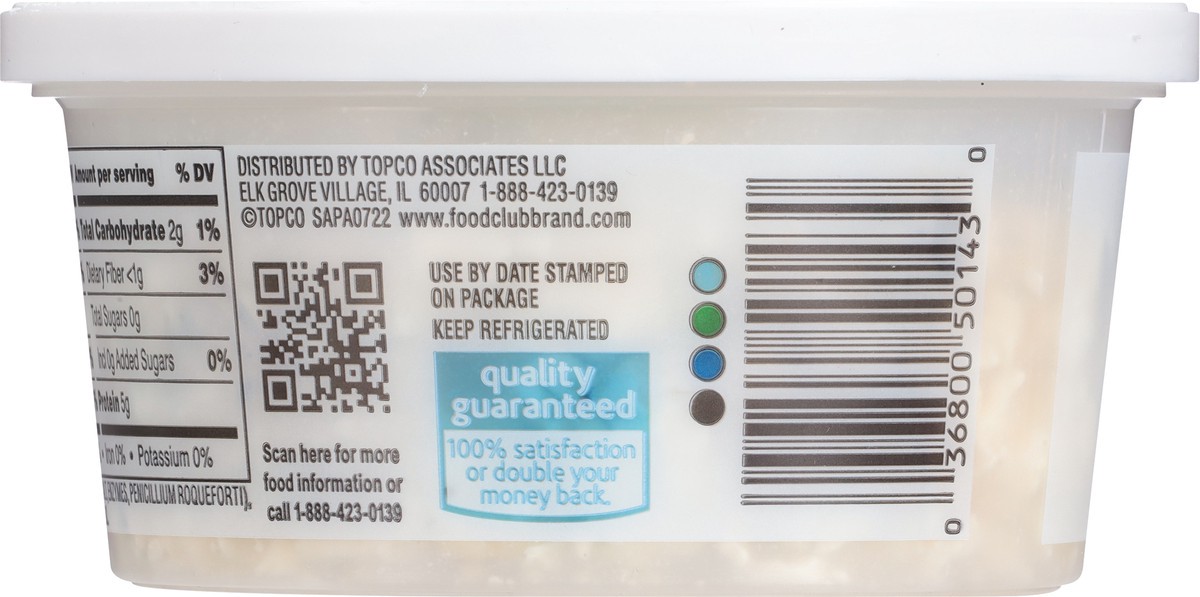 Amount per serving % DV
Total Carbohydrate 2g 1%
Dietary Fiber <1g 3%
Total Sugars 0g
Incl 0g Added Sugars 0%
Protein 5g
• Iron 0% • Potassium 0%
ENZYMES, PENICILLIUM ROQUEFORTI),
DISTRIBUTED BY TOPCO ASSOCIATES LLC
ELK GROVE VILLAGE, IL 60007 1-888-423-0139
©TOPCO SAPA0722 www.foodclubbrand.com
Scan here for more
food information or
call 1-888-423-0139
USE BY DATE STAMPED
ON PACKAGE
KEEP REFRIGERATED
quality
guaranteed
100% satisfaction
or double your
money back.
0 36800 50143 0